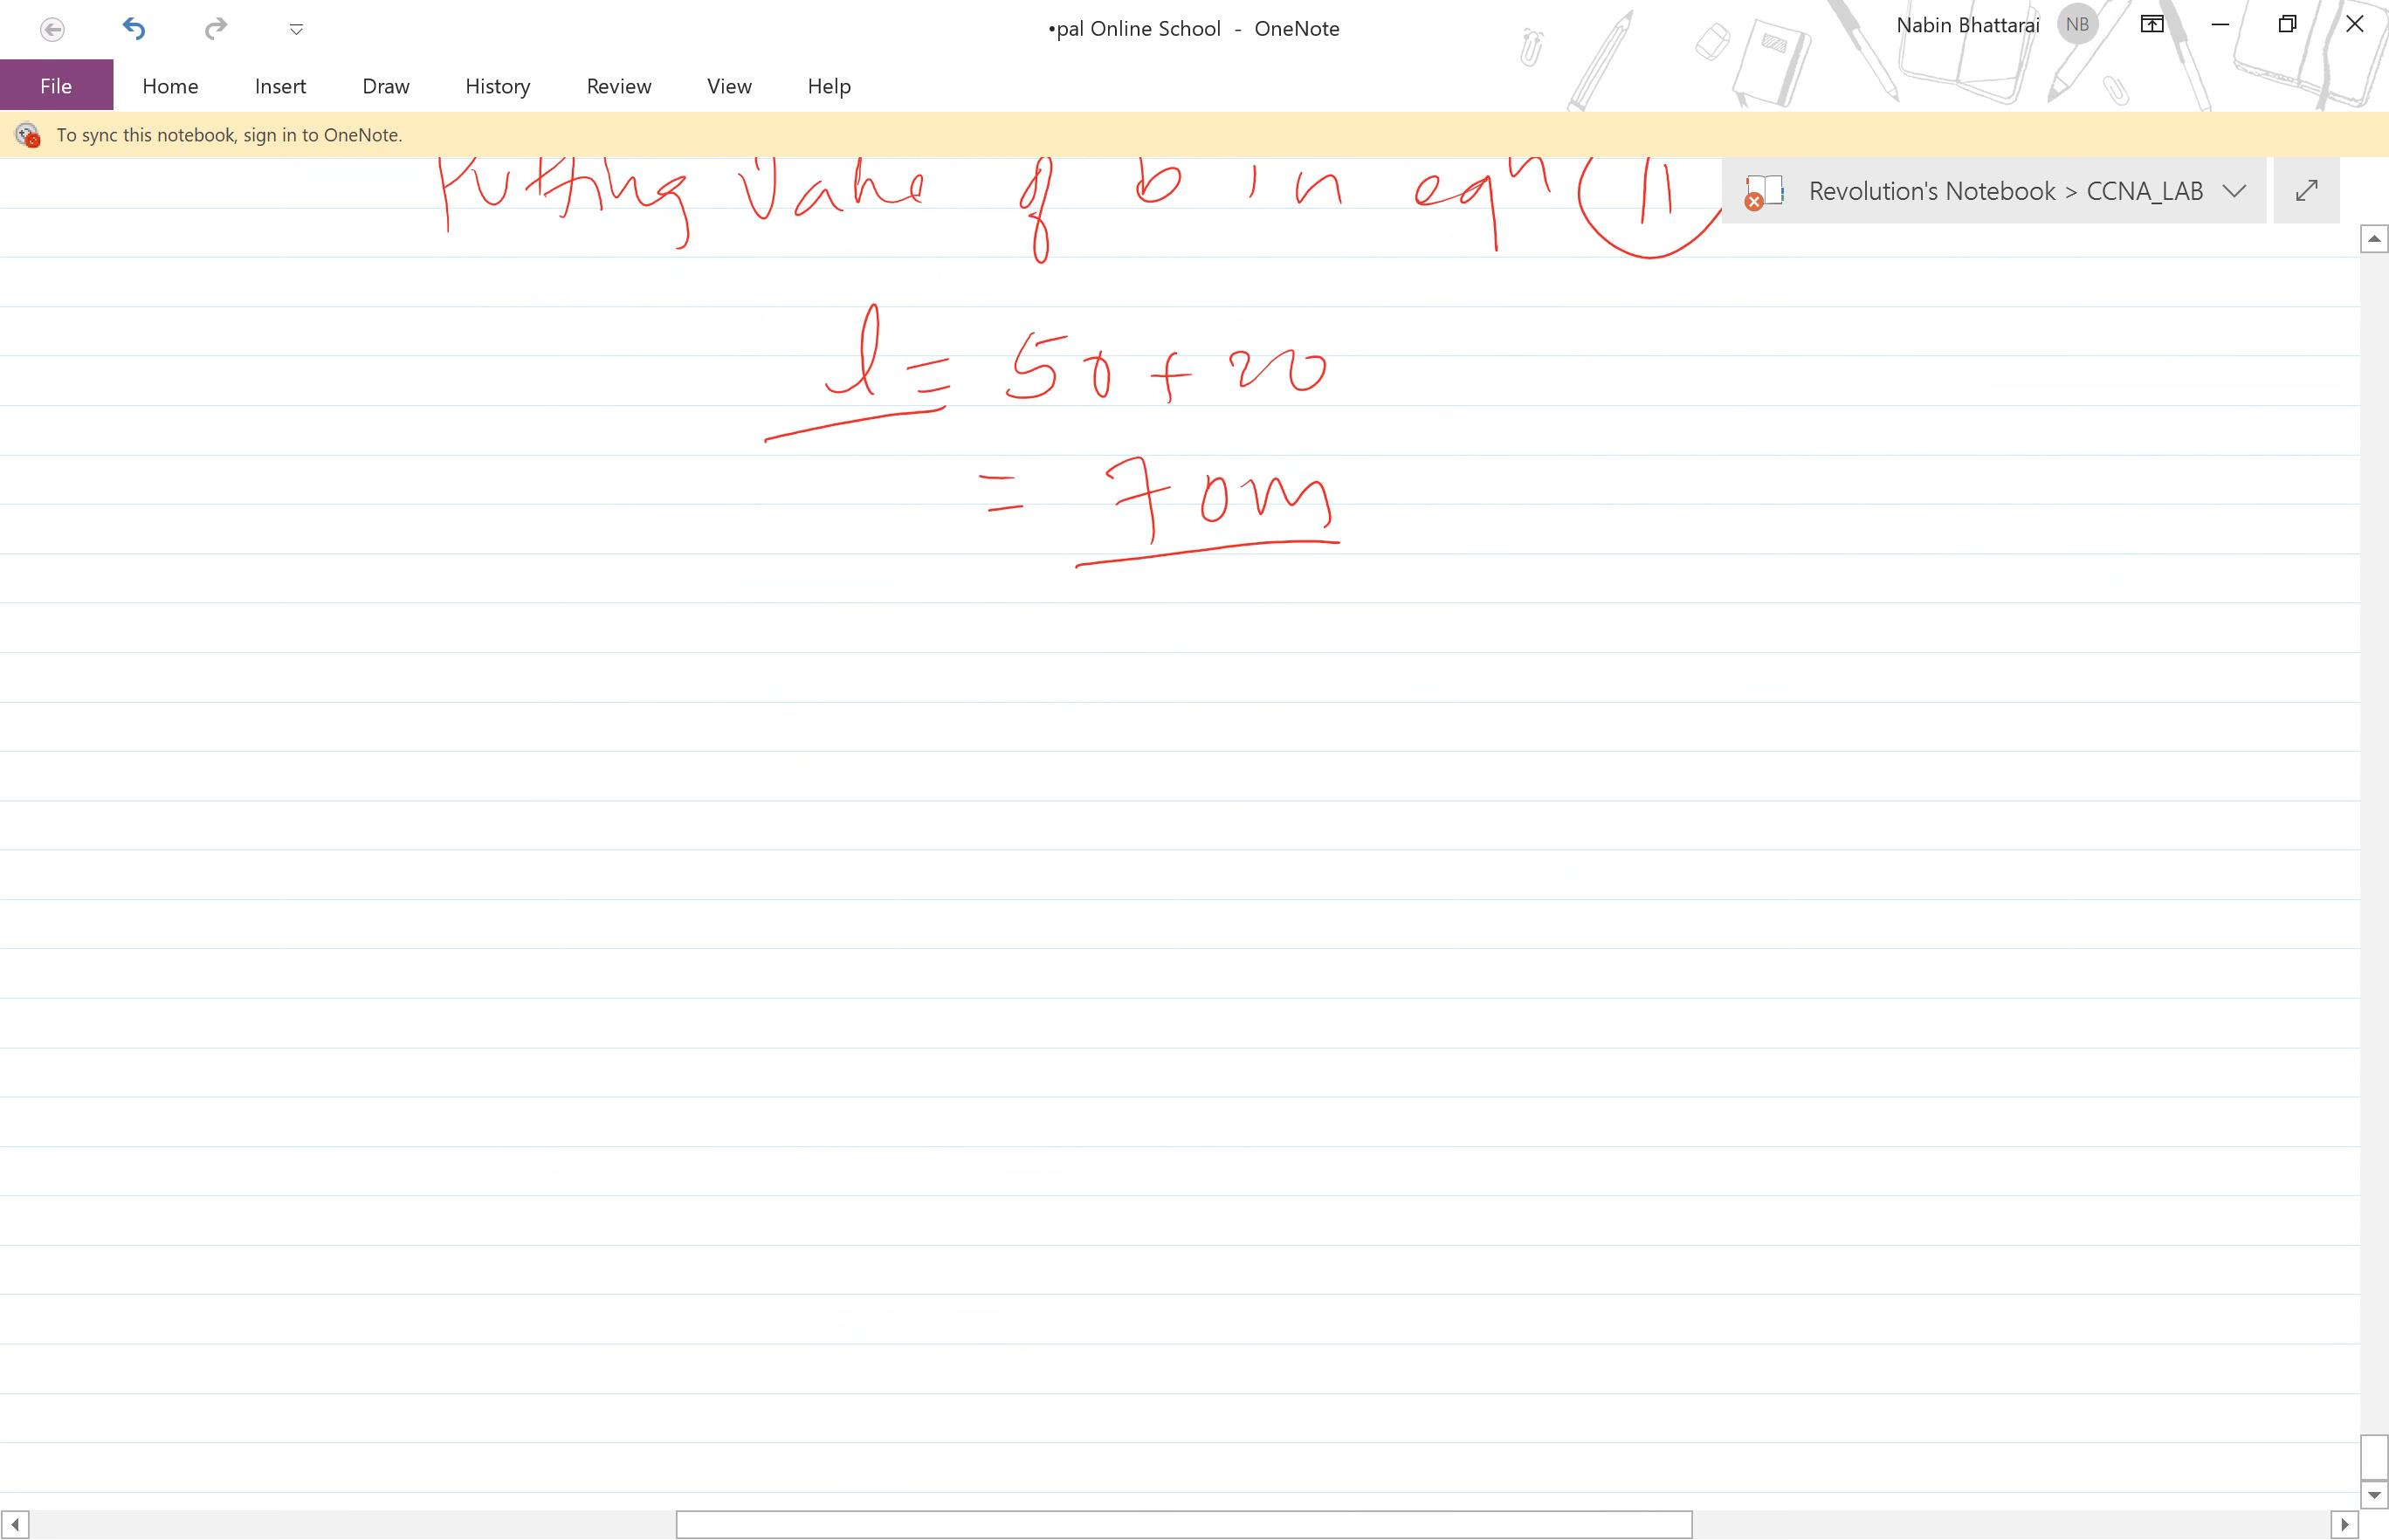 •pal Online School - OneNote
Nabin Bhattarai NB
File Home Insert Draw History Review View Help
To sync this notebook, sign in to OneNote.
Revolution's Notebook > CCNA_LAB
Putting Value of b in eqⁿ 1
l = 50 + 20
= 70m